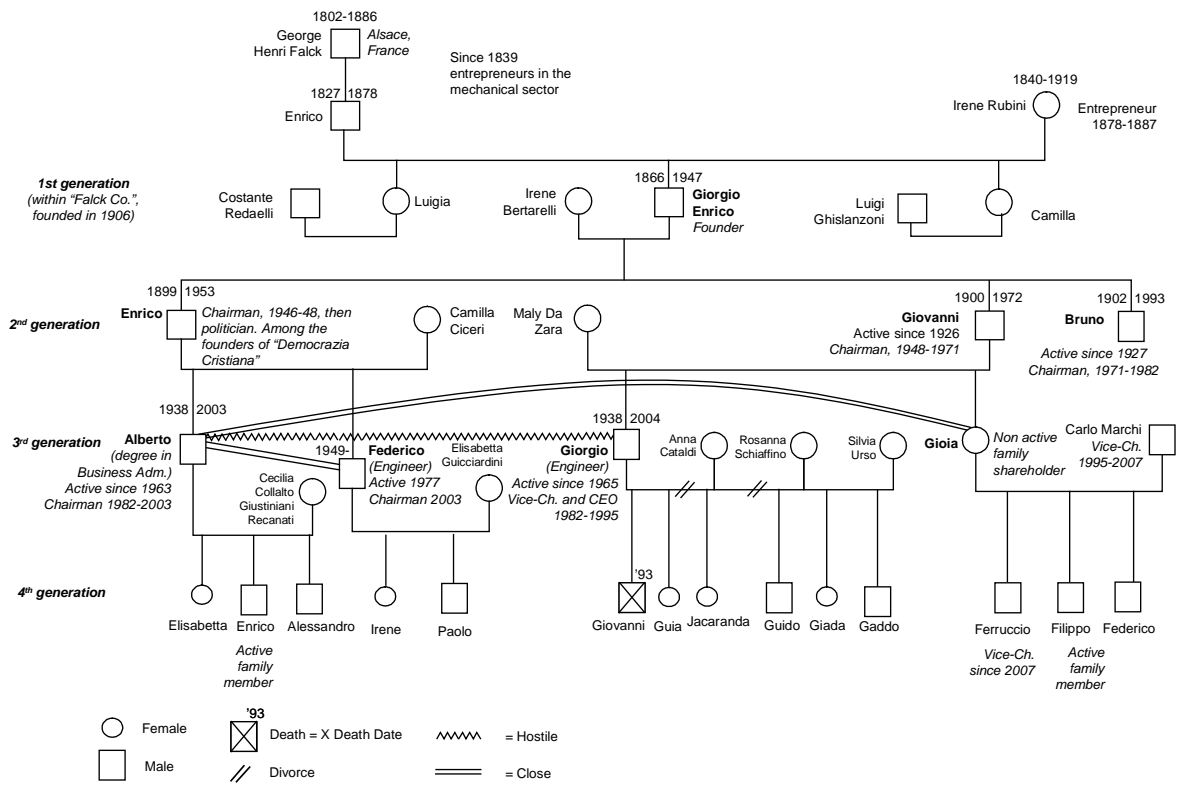 1802-1886
George
Henri Falck
Alsace,
France
Since 1839
entrepreneurs in the
mechanical sector
1827 1878
Enrico
1840-1919
Irene Rubini
Entrepreneur
1878-1887
1st generation
(within “Falck Co.”,
founded in 1906)
Costante
Redaelli
Luigia
Irene
Bertarelli
1866 1947
Giorgio
Enrico
Founder
Luigi
Ghislanzoni
Camilla
2nd generation
1899 1953
Enrico
Chairman, 1946-48, then
politician. Among the
founders of “Democrazia
Cristiana”
Camilla
Ciceri
Maly Da
Zara
1900 1972
Giovanni
Active since 1926
Chairman, 1948-1971
1902 1993
Bruno
Active since 1927
Chairman, 1971-1982
3rd generation
1938 2003
Alberto
(degree in
Business Adm.)
Active since 1963
Chairman 1982-2003
Cecilia
Collalto
Giustiniani
Recanati
1949-
Federico
(Engineer)
Active 1977
Chairman 2003
Elisabetta
Guicciardini
1938 2004
Giorgio
(Engineer)
Active since 1965
Vice-Ch. and CEO
1982-1995
Anna
Cataldi
Rosanna
Schiaffino
Silvia
Urso
Gioia
Non active
family
shareholder
Carlo Marchi
Vice-Ch.
1995-2007
4th generation
Elisabetta
Enrico
Active
family
member
Alessandro
Irene
Paolo
'93
Giovanni
Guia
Jacaranda
Guido
Giada
Gaddo
Ferruccio
Vice-Ch.
since 2007
Filippo
Active
family
member
Federico
Female
Male
'93
Death = X Death Date
Divorce
= Hostile
= Close